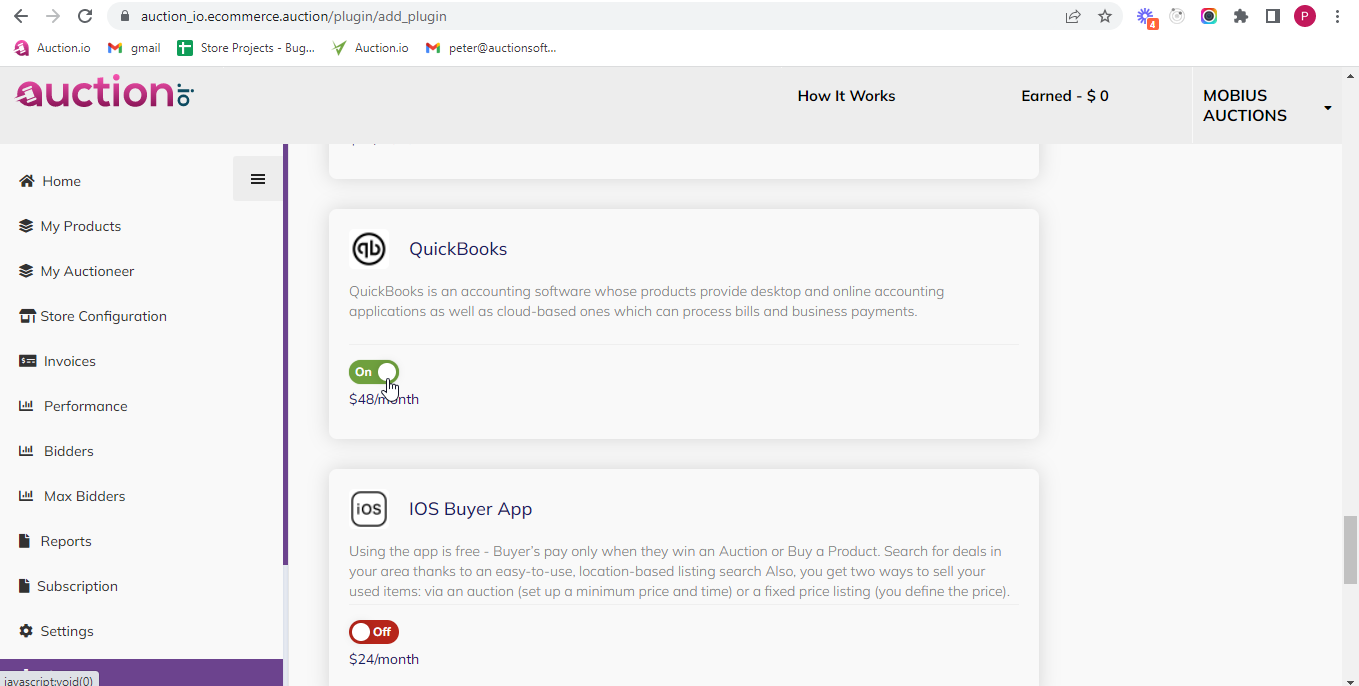 auction_io.ecommerce.auction/plugin/add_plugin
4
P
Auction.io
gmail
Store Projects - Bug...
Auction.io
peter@auctionsoft...
auction.io
How It Works
Earned - $ 0
MOBIUS
AUCTIONS
Home
My Products
My Auctioneer
Store Configuration
Invoices
Performance
Bidders
Max Bidders
Reports
Subscription
Settings
javascript:void(0)
qb
QuickBooks
QuickBooks is an accounting software whose products provide desktop and online accounting
applications as well as cloud-based ones which can process bills and business payments.
On
$48/month
iOS
IOS Buyer App
Using the app is free - Buyer's pay only when they win an Auction or Buy a Product. Search for deals in
your area thanks to an easy-to-use, location-based listing search Also, you get two ways to sell your
used items: via an auction (set up a minimum price and time) or a fixed price listing (you define the price).
Off
$24/month